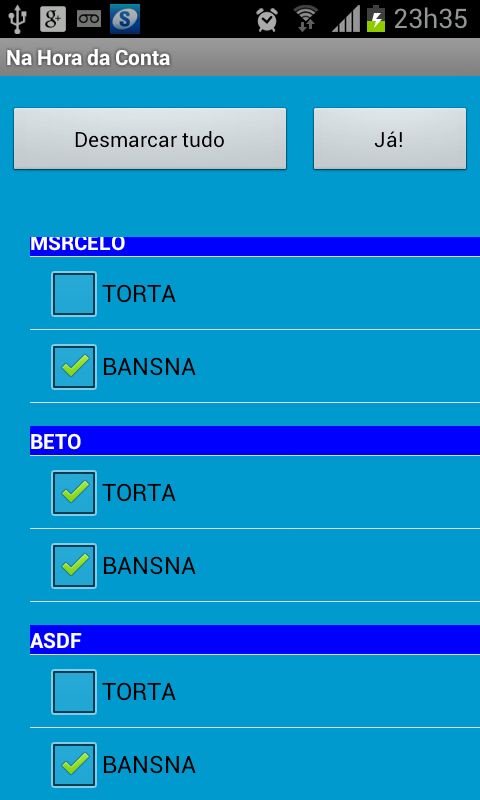 23h35
Na Hora da Conta
Desmarcar tudo
Já!
MSRCELO
TORTA
BANSNA
BETO
TORTA
BANSNA
ASDF
TORTA
BANSNA